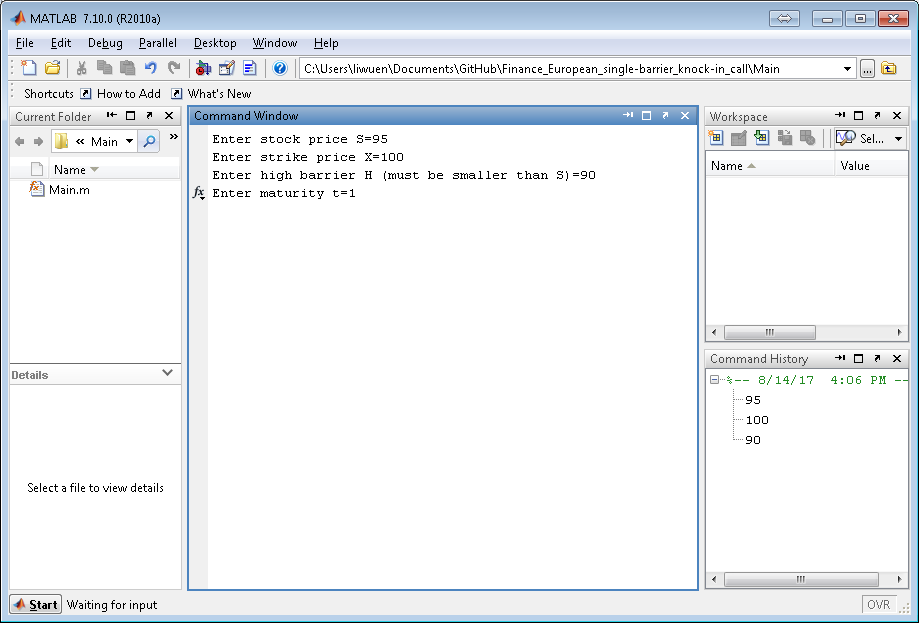 MATLAB 7.10.0 (R2010a)
File Edit Debug Parallel Desktop Window Help
C:\Users\liwuen\Documents\GitHub\Finance_European_single-barrier_knock-in_call\Main
...
Shortcuts How to Add What's New
Current Folder
« Main
»
Name
Main.m
Details
Select a file to view details
Command Window
Enter stock price S=95
Enter strike price X=100
Enter high barrier H (must be smaller than S)=90
fx Enter maturity t=1
Workspace
Sel...
Name Value
Command History
%-- 8/14/17 4:06 PM --
95
100
90
Start Waiting for input
OVR